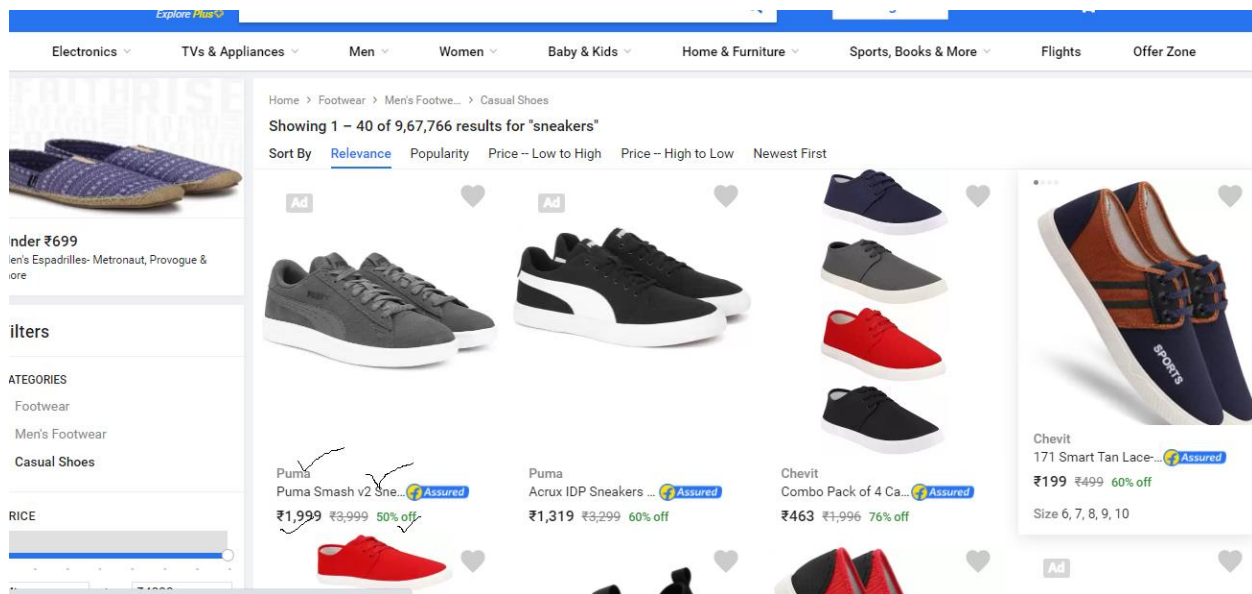 Explore Plus
Electronics TVs & Appliances Men Women Baby & Kids Home & Furniture Sports, Books & More Flights Offer Zone
Home > Footwear > Men's Footwe... > Casual Shoes
Showing 1 – 40 of 9,67,766 results for "sneakers"
Sort By Relevance Popularity Price -- Low to High Price -- High to Low Newest First
Ad
Ad
nder ₹699
en's Espadrilles- Metronaut, Provogue &
ore
ilters
ATEGORIES
Footwear
Men's Footwear
Casual Shoes
RICE
Puma
Puma Smash v2 Sne... Assured
₹1,999 ₹3,999 50% off
Puma
Acrux IDP Sneakers ... Assured
₹1,319 ₹3,299 60% off
Chevit
Combo Pack of 4 Ca... Assured
₹463 ₹1,996 76% off
SPORTS
Chevit
171 Smart Tan Lace-... Assured
₹199 ₹499 60% off
Size 6, 7, 8, 9, 10
Ad